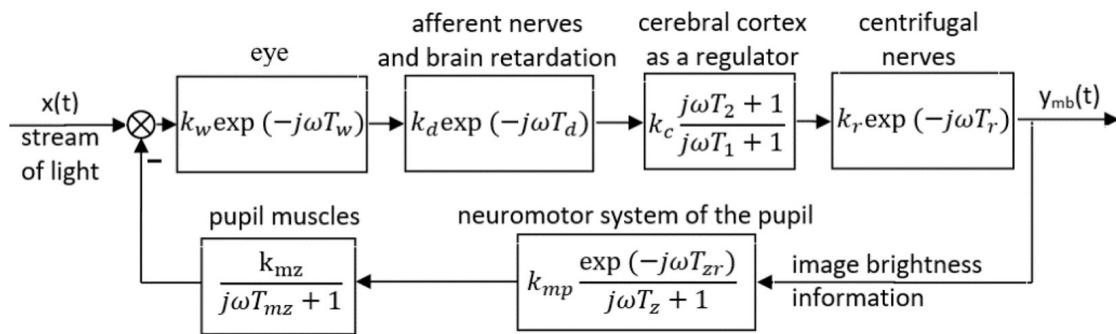 afferent nerves
and brain retardation
cerebral cortex
as a regulator
centrifugal
nerves
eye
x(t)
stream
of light
k_w exp (−jωT_w)
k_d exp (−jωT_d)
k_c (jωT_2 + 1)/(jωT_1 + 1)
k_r exp (−jωT_r)
y_mb(t)
−
pupil muscles
neuromotor system of the pupil
k_mz/(jωT_mz + 1)
k_mp exp (−jωT_zr)/(jωT_z + 1)
image brightness
information